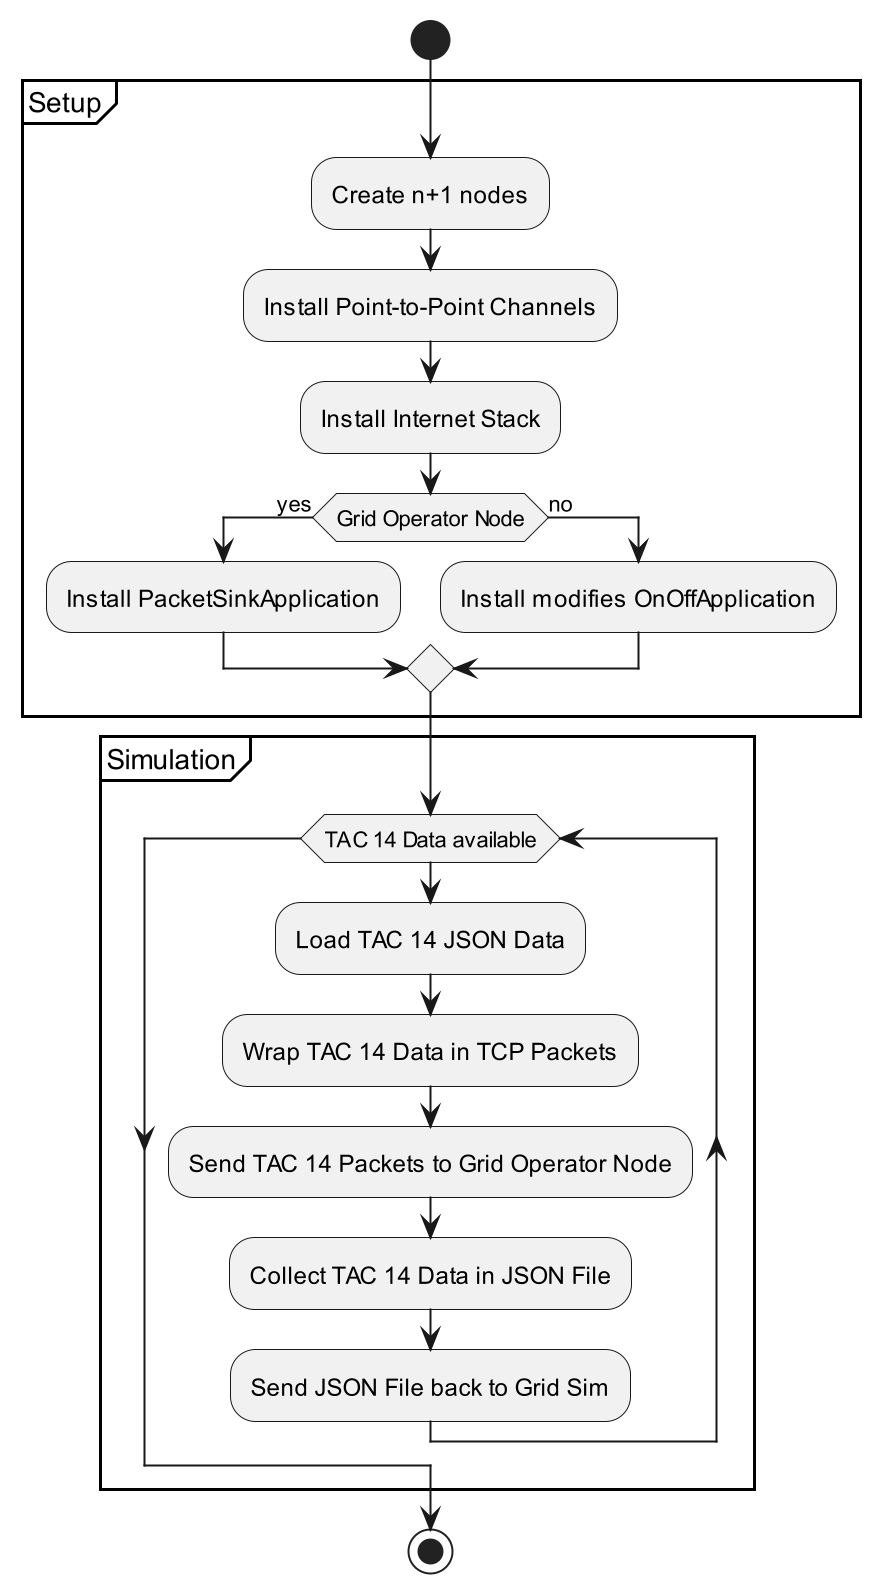 Setup
Create n+1 nodes
Install Point-to-Point Channels
Install Internet Stack
yes
Grid Operator Node
no
Install PacketSinkApplication
Install modifies OnOffApplication
Simulation
TAC 14 Data available
Load TAC 14 JSON Data
Wrap TAC 14 Data in TCP Packets
Send TAC 14 Packets to Grid Operator Node
Collect TAC 14 Data in JSON File
Send JSON File back to Grid Sim